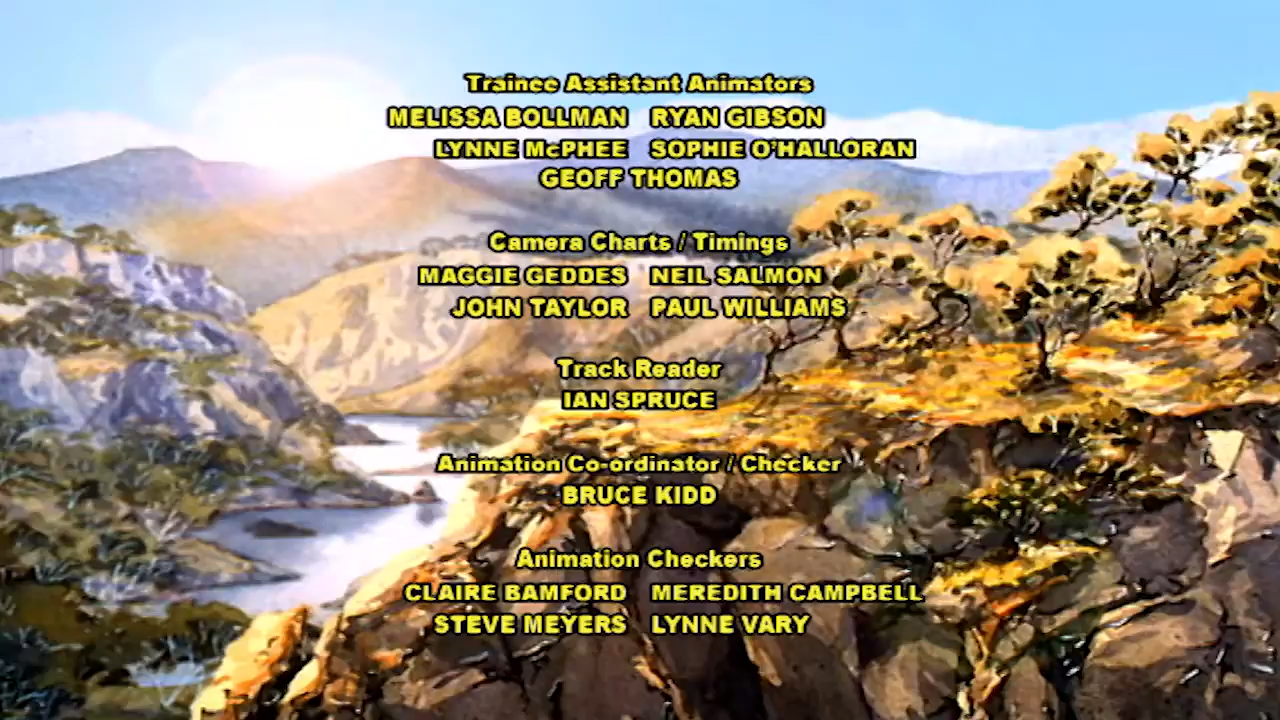 Trainee Assistant Animators
MELISSA BOLLMAN RYAN GIBSON
LYNNE McPHEE SOPHIE O'HALLORAN
GEOFF THOMAS
Camera Charts / Timings
MAGGIE GEDDES NEIL SALMON
JOHN TAYLOR PAUL WILLIAMS
Track Reader
IAN SPRUCE
Animation Co-ordinator / Checker
BRUCE KIDD
Animation Checkers
CLAIRE BAMFORD MEREDITH CAMPBELL
STEVE MEYERS LYNNE VARY